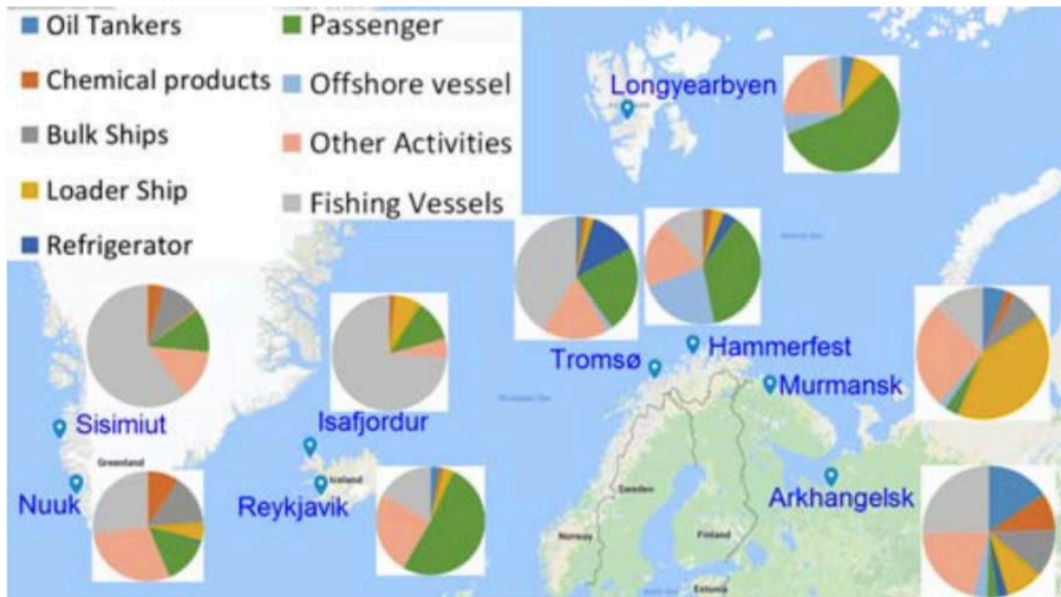 Oil Tankers
Chemical products
Bulk Ships
Loader Ship
Refrigerator
Passenger
Offshore vessel
Other Activities
Fishing Vessels
Longyearbyen
Tromsø
Hammerfest
Murmansk
Sisimiut
Isafjordur
Greenland
Nuuk
Reykjavik
Iceland
Arkhangelsk
Sweden
Norway
Finland
Estonia